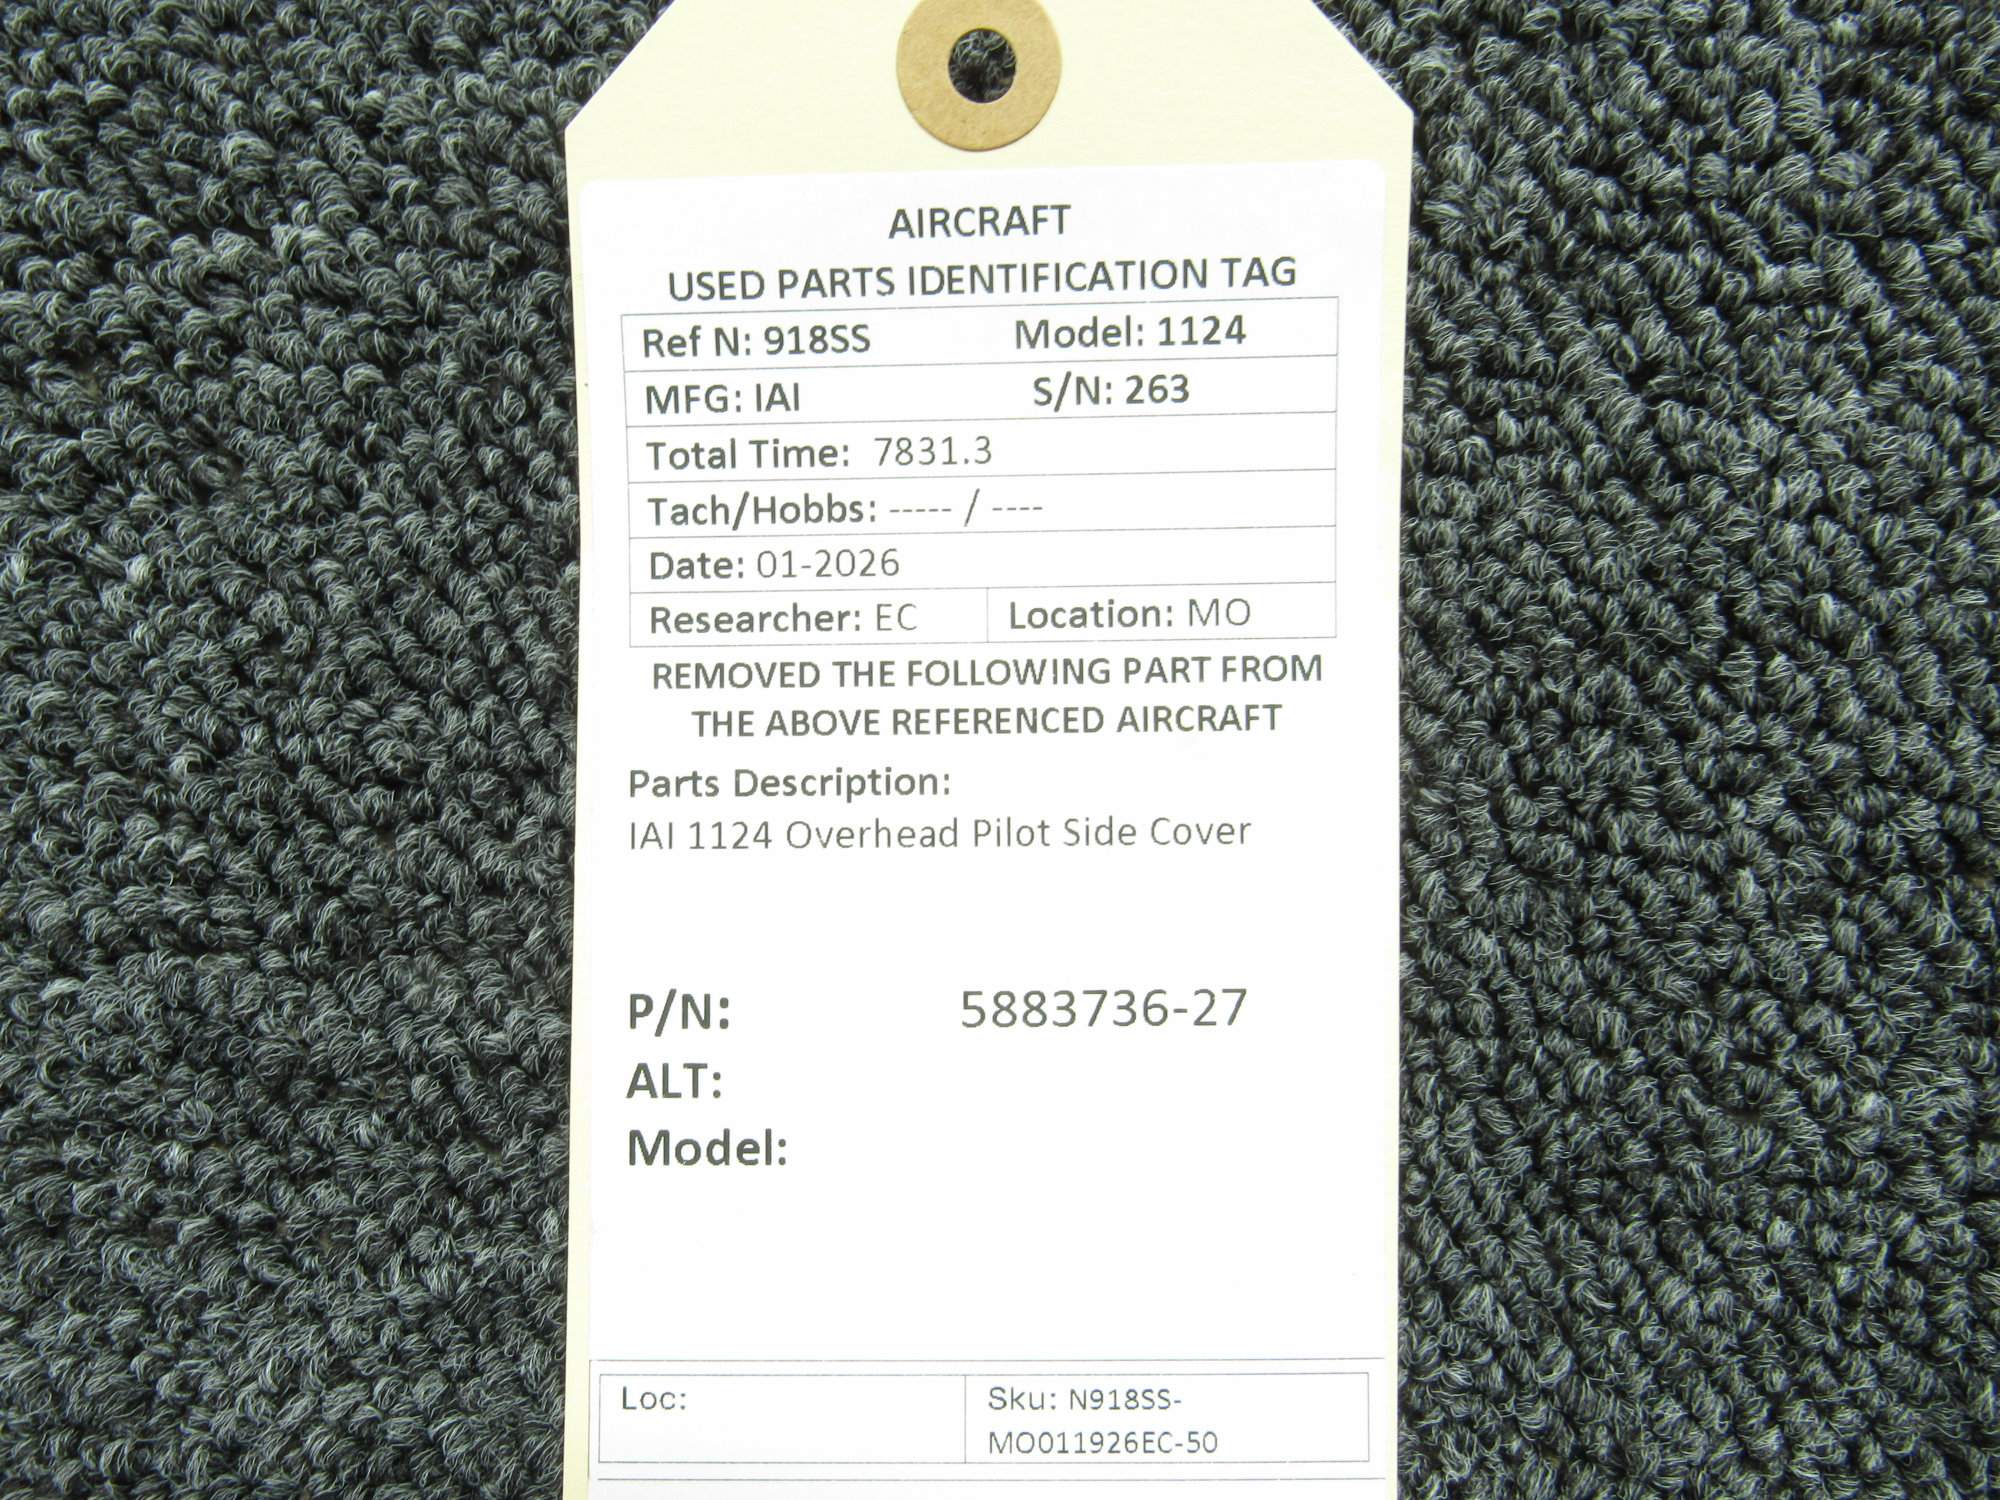 AIRCRAFT
USED PARTS IDENTIFICATION TAG
Ref N: 918SS Model: 1124
MFG: IAI S/N: 263
Total Time: 7831.3
Tach/Hobbs: ----- / ----
Date: 01-2026
Researcher: EC Location: MO
REMOVED THE FOLLOWING PART FROM
THE ABOVE REFERENCED AIRCRAFT
Parts Description:
IAI 1124 Overhead Pilot Side Cover
P/N: 5883736-27
ALT:
Model:
Loc: Sku: N918SS-
MO011926EC-50